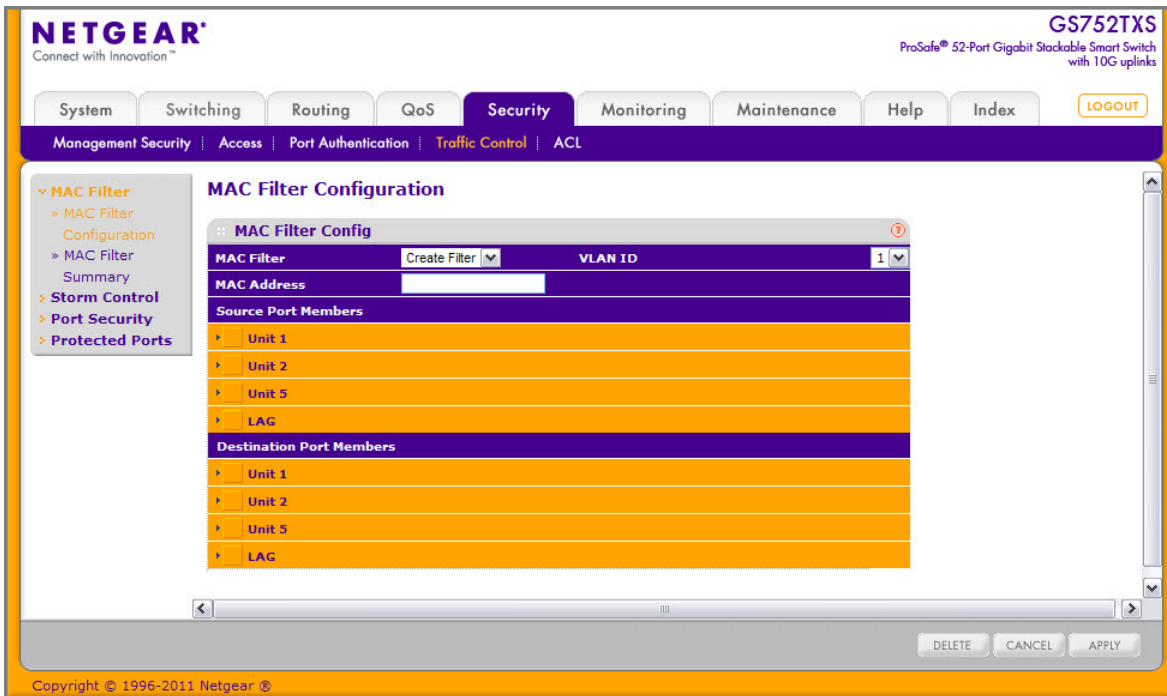 NETGEAR®
Connect with Innovation™
GS752TXS
ProSafe® 52-Port Gigabit Stackable Smart Switch
with 10G uplinks
System Switching Routing QoS Security Monitoring Maintenance Help Index LOGOUT
Management Security | Access | Port Authentication | Traffic Control | ACL
MAC Filter
» MAC Filter
Configuration
» MAC Filter
Summary
Storm Control
Port Security
Protected Ports
MAC Filter Configuration
MAC Filter Config ?
MAC Filter Create Filter VLAN ID 1
MAC Address
Source Port Members
Unit 1
Unit 2
Unit 5
LAG
Destination Port Members
Unit 1
Unit 2
Unit 5
LAG
DELETE CANCEL APPLY
Copyright © 1996-2011 Netgear ®